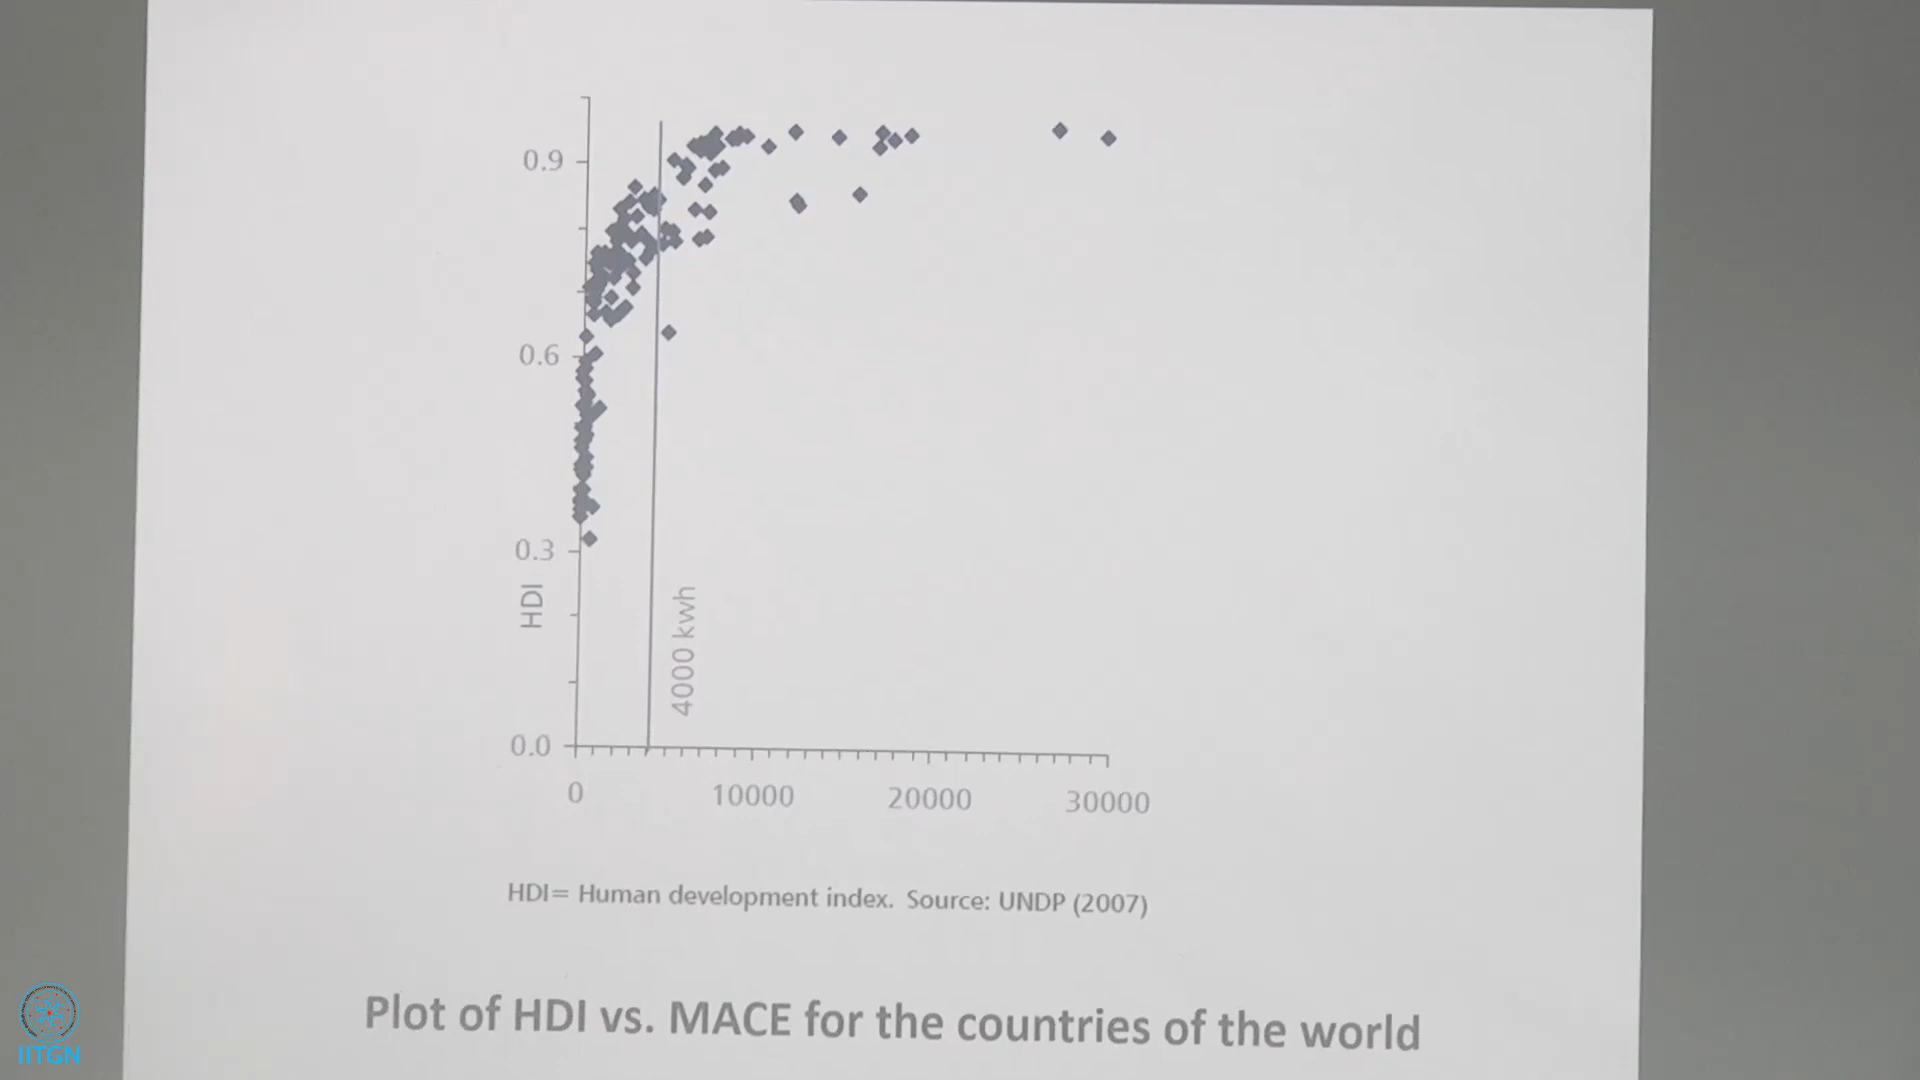 0.9
0.6
0.3
HDI
0.0
4000 kwh
0 10000 20000 30000
HDI= Human development index. Source: UNDP (2007)
Plot of HDI vs. MACE for the countries of the world
IITGN